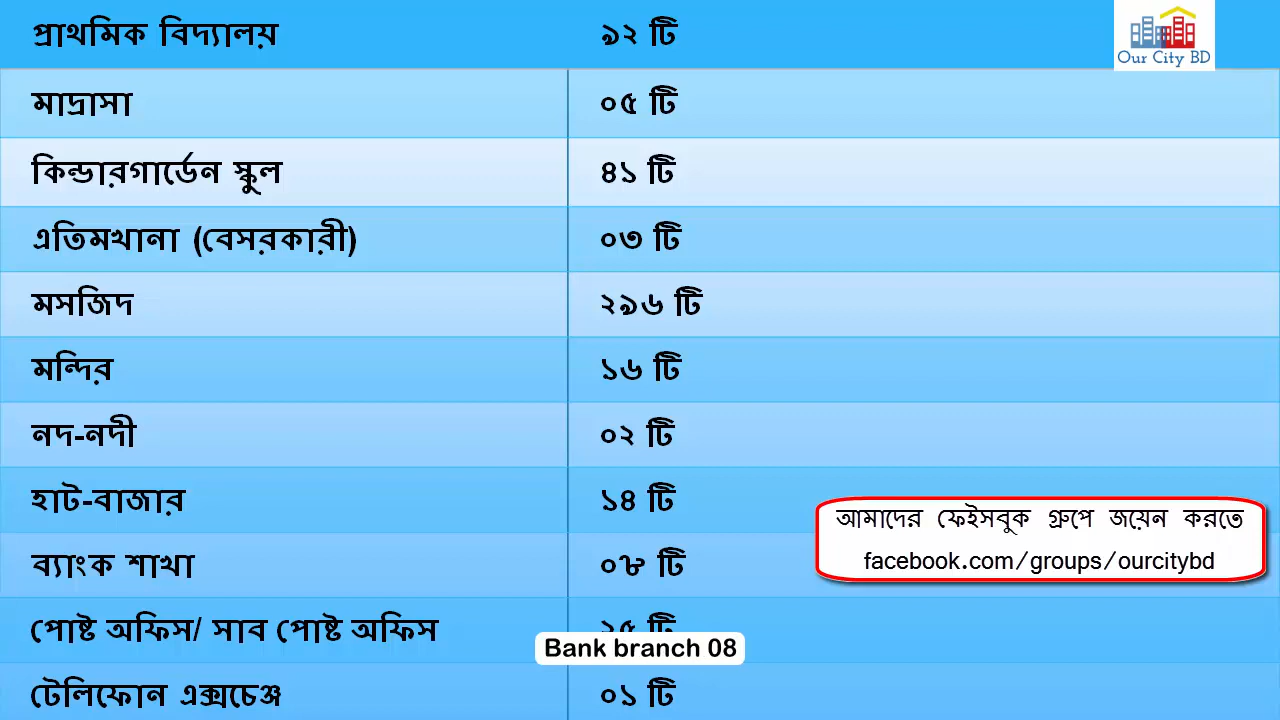 প্রাথমিক বিদ্যালয় ৯২ টি
Our City BD
মাদ্রাসা ০৫ টি
কিন্ডারগার্ডেন স্কুল ৪১ টি
এতিমখানা (বেসরকারী) ০৩ টি
মসজিদ ২৯৬ টি
মন্দির ১৬ টি
নদ-নদী ০২ টি
হাট-বাজার ১৪ টি
আমাদের ফেইসবুক গ্রুপে জয়েন করতে
facebook.com/groups/ourcitybd
ব্যাংক শাখা ০৮ টি
পোষ্ট অফিস/ সাব পোষ্ট অফিস ২৫ টি
Bank branch 08
টেলিফোন এক্সচেঞ্জ ০১ টি